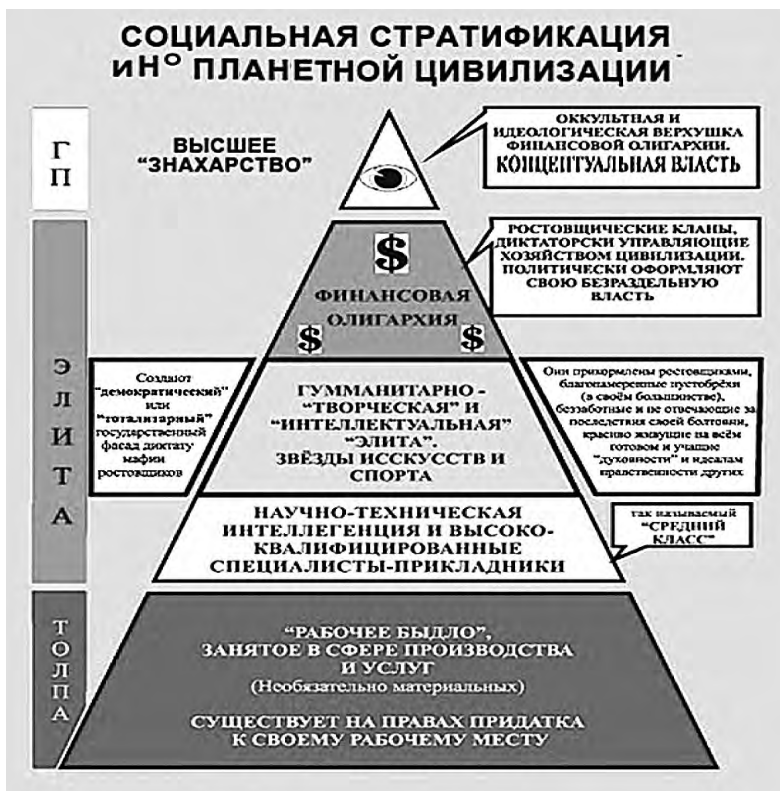 СОЦИАЛЬНАЯ СТРАТИФИКАЦИЯ
иНО ПЛАНЕТНОЙ ЦИВИЛИЗАЦИИ
Г
П
ВЫСШЕЕ
"ЗНАХАРСТВО"
ОККУЛЬТНАЯ И
ИДЕОЛОГИЧЕСКАЯ ВЕРХУШКА
ФИНАНСОВОЙ ОЛИГАРХИИ.
КОНЦЕПТУАЛЬНАЯ ВЛАСТЬ
Э
Л
И
Т
А
$
ФИНАНСОВАЯ
ОЛИГАРХИЯ
$ $
РОСТОВЩИЧЕСКИЕ КЛАНЫ,
ДИКТАТОРСКИ УПРАВЛЯЮЩИЕ
ХОЗЯЙСТВОМ ЦИВИЛИЗАЦИИ.
ПОЛИТИЧЕСКИ ОФОРМЛЯЮТ
СВОЮ БЕЗРАЗДЕЛЬНУЮ
ВЛАСТЬ
Создают
"демократический"
или
"тоталитарный"
государственный
фасад диктату
мафии
ростовщиков
ГУММАНИТАРНО -
"ТВОРЧЕСКАЯ" И
"ИНТЕЛЛЕКТУАЛЬНАЯ"
"ЭЛИТА".
ЗВЁЗДЫ ИССКУССТВ И
СПОРТА
Они прикормлены ростовщиками,
благонамеренные пустобрёхи
(в своём большинстве),
беззаботные и не отвечающие за
последствия своей болтовни,
красиво живущие на всём
готовом и учащие
"духовности" и идеалам
нравственности других
НАУЧНО-ТЕХНИЧЕСКАЯ
ИНТЕЛЛЕГЕНЦИЯ И ВЫСОКО-
КВАЛИФИЦИРОВАННЫЕ
СПЕЦИАЛИСТЫ-ПРИКЛАДНИКИ
так называемый
"СРЕДНИЙ
КЛАСС"
Т
О
Л
П
А
"РАБОЧЕЕ БЫДЛО",
ЗАНЯТОЕ В СФЕРЕ ПРОИЗВОДСТВА
И УСЛУГ
(Необязательно материальных)
СУЩЕСТВУЕТ НА ПРАВАХ ПРИДАТКА
К СВОЕМУ РАБОЧЕМУ МЕСТУ